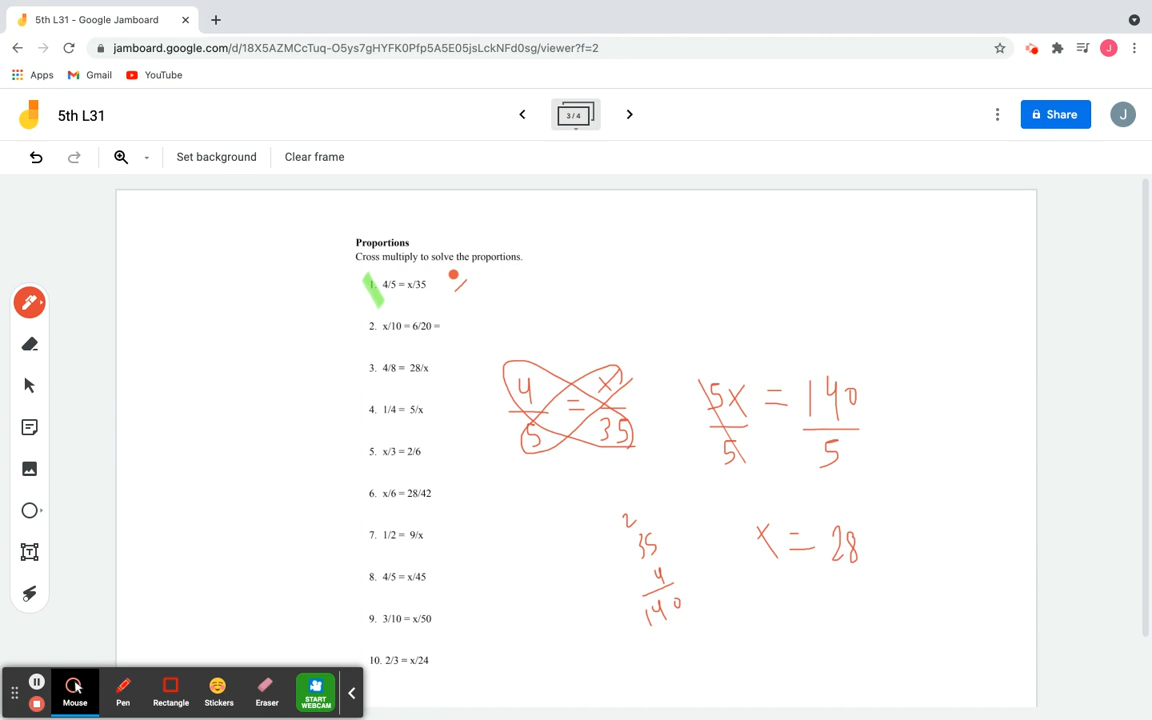 5th L31 - Google Jamboard
jamboard.google.com/d/18X5AZMCcTuq-O5ys7gHYFK0Pfp5A5E05jsLckNFd0sg/viewer?f=2
J
Apps Gmail YouTube
5th L31
3 / 4
Share
J
Set background Clear frame
Proportions
Cross multiply to solve the proportions.
1. 4/5 = x/35
2. x/10 = 6/20 =
3. 4/8 = 28/x
4. 1/4 = 5/x
5. x/3 = 2/6
6. x/6 = 28/42
7. 1/2 = 9/x
8. 4/5 = x/45
9. 3/10 = x/50
10. 2/3 = x/24
4 = x
5 35
5x = 140
5 5
2
35
4
140
x = 28
Mouse Pen Rectangle Stickers Eraser START WEBCAM